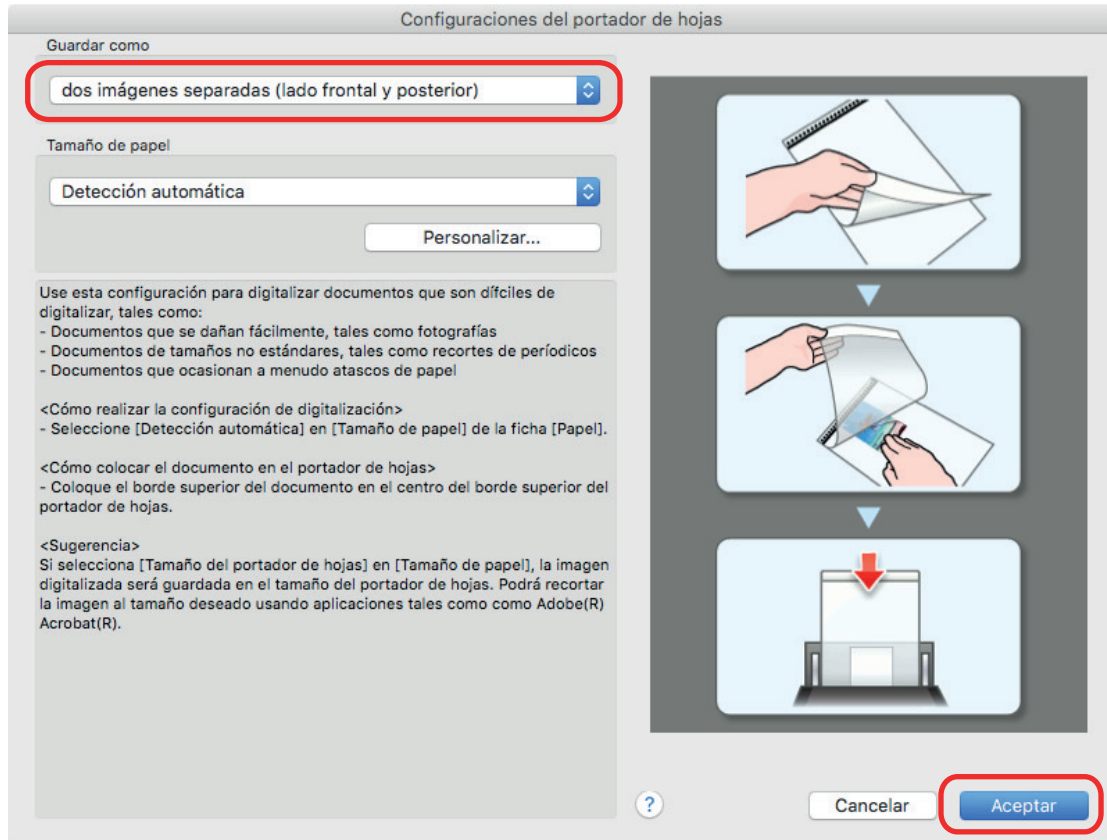 Configuraciones del portador de hojas
Guardar como
dos imágenes separadas (lado frontal y posterior)
Tamaño de papel
Detección automática
Personalizar...
Use esta configuración para digitalizar documentos que son difíciles de
digitalizar, tales como:
- Documentos que se dañan fácilmente, tales como fotografías
- Documentos de tamaños no estándares, tales como recortes de períodicos
- Documentos que ocasionan a menudo atascos de papel
<Cómo realizar la configuración de digitalización>
- Seleccione [Detección automática] en [Tamaño de papel] de la ficha [Papel].
<Cómo colocar el documento en el portador de hojas>
- Coloque el borde superior del documento en el centro del borde superior del
portador de hojas.
<Sugerencia>
Si selecciona [Tamaño del portador de hojas] en [Tamaño de papel], la imagen
digitalizada será guardada en el tamaño del portador de hojas. Podrá recortar
la imagen al tamaño deseado usando aplicaciones tales como como Adobe(R)
Acrobat(R).
?
Cancelar
Aceptar